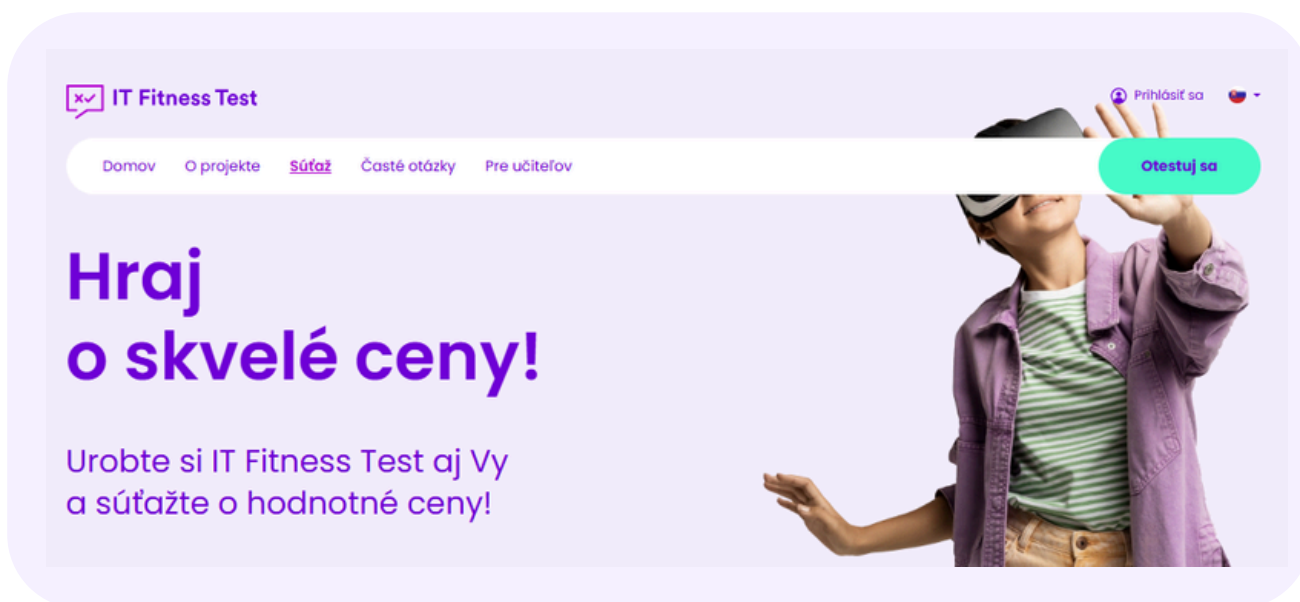 IT Fitness Test
Prihlásiť sa
Domov O projekte Súťaž Časté otázky Pre učiteľov Otestuj sa
Hraj
o skvelé ceny!
Urobte si IT Fitness Test aj Vy
a súťažte o hodnotné ceny!